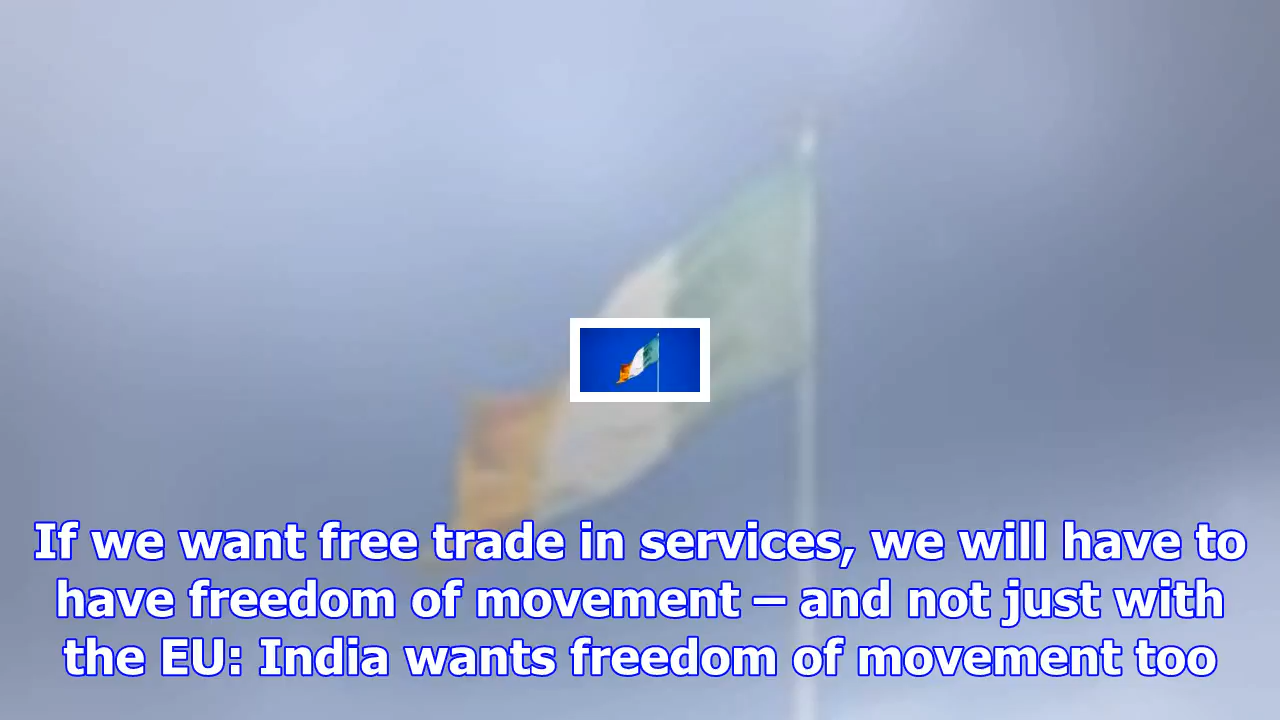 If we want free trade in services, we will have to
have freedom of movement – and not just with
the EU: India wants freedom of movement too